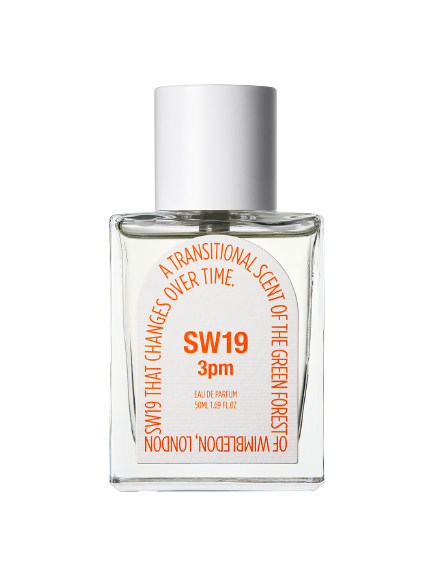 A TRANSITIONAL SCENT OF THE GREEN FOREST
OF WIMBLEDON, LONDON
SW19 THAT CHANGES OVER TIME.
SW19
3pm
EAU DE PARFUM
50ML 1.69 FL.OZ